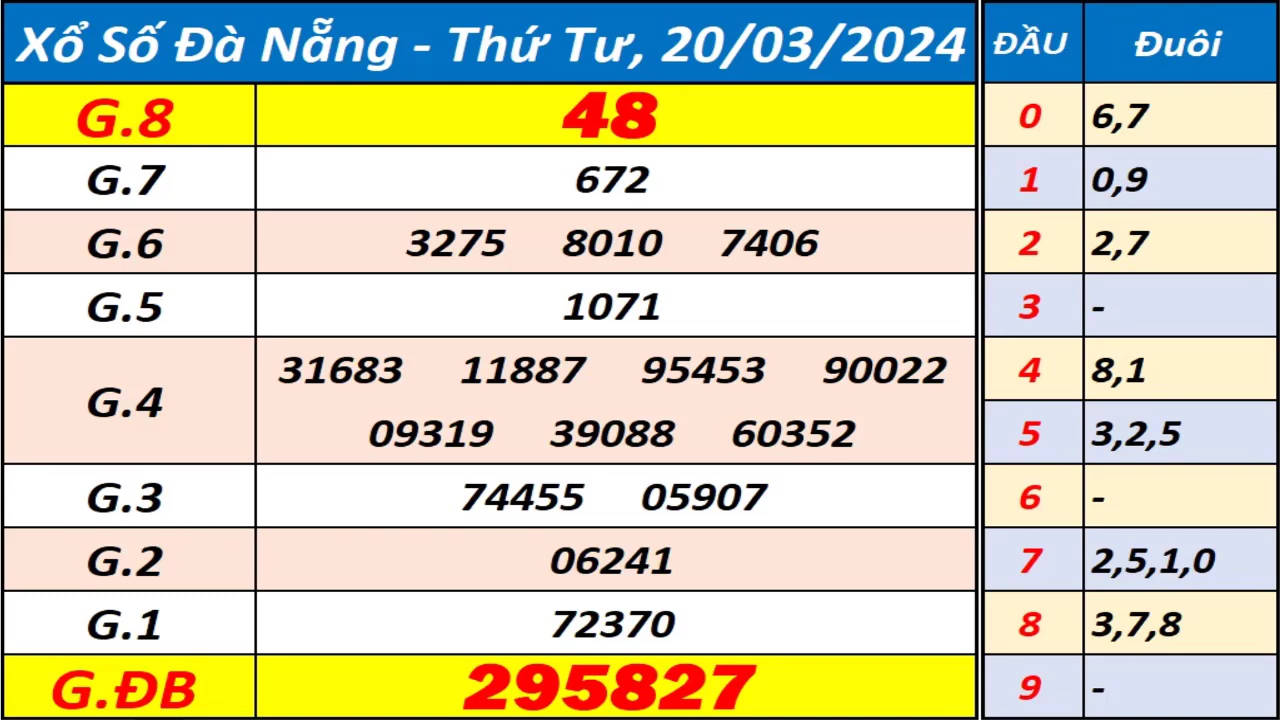 Xổ Số Đà Nẵng - Thứ Tư, 20/03/2024
G.8 48
G.7 672
G.6 3275 8010 7406
G.5 1071
G.4 31683 11887 95453 90022
09319 39088 60352
G.3 74455 05907
G.2 06241
G.1 72370
G.ĐB 295827
ĐẦU Đuôi
0 6,7
1 0,9
2 2,7
3 -
4 8,1
5 3,2,5
6 -
7 2,5,1,0
8 3,7,8
9 -